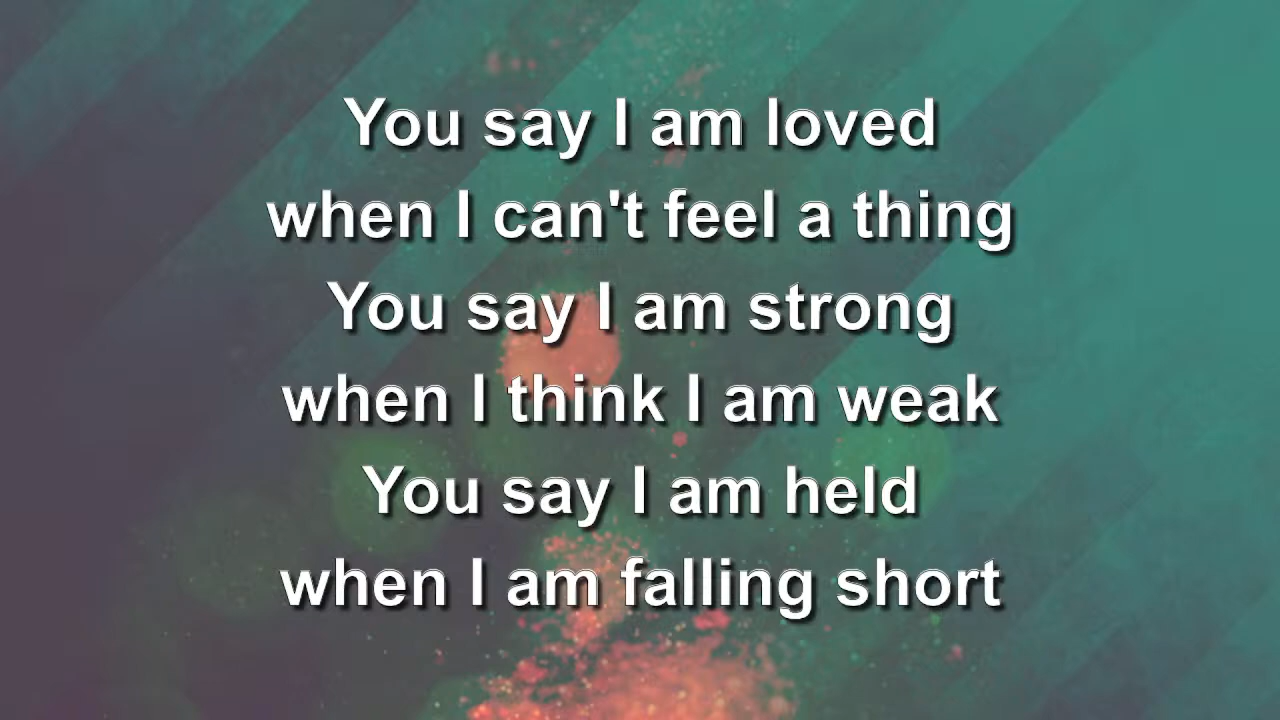 You say I am loved
when I can't feel a thing
You say I am strong
when I think I am weak
You say I am held
when I am falling short